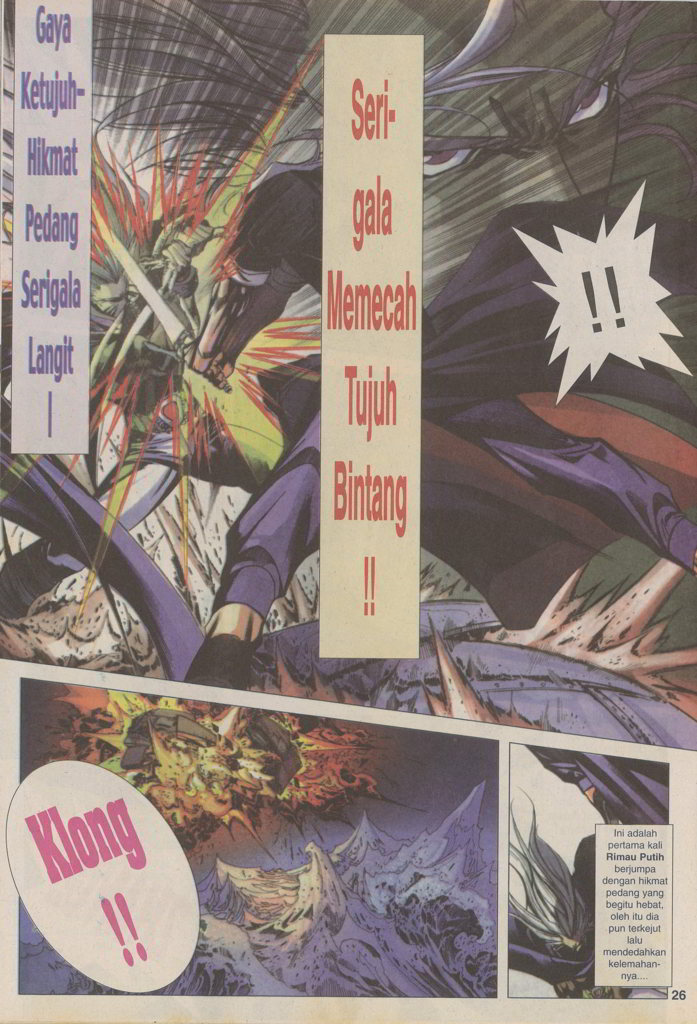 Gaya
Ketujuh-
Hikmat
Pedang
Serigala
Langit
|
Seri-
gala
Memecah
Tujuh
Bintang
!!
!!
Klong
!!
Ini adalah
pertama kali
Rimau Putih
berjumpa
dengan hikmat
pedang yang
begitu hebat,
oleh itu dia
pun terkejut
lalu
mendedahkan
kelemahan-
nya....
26